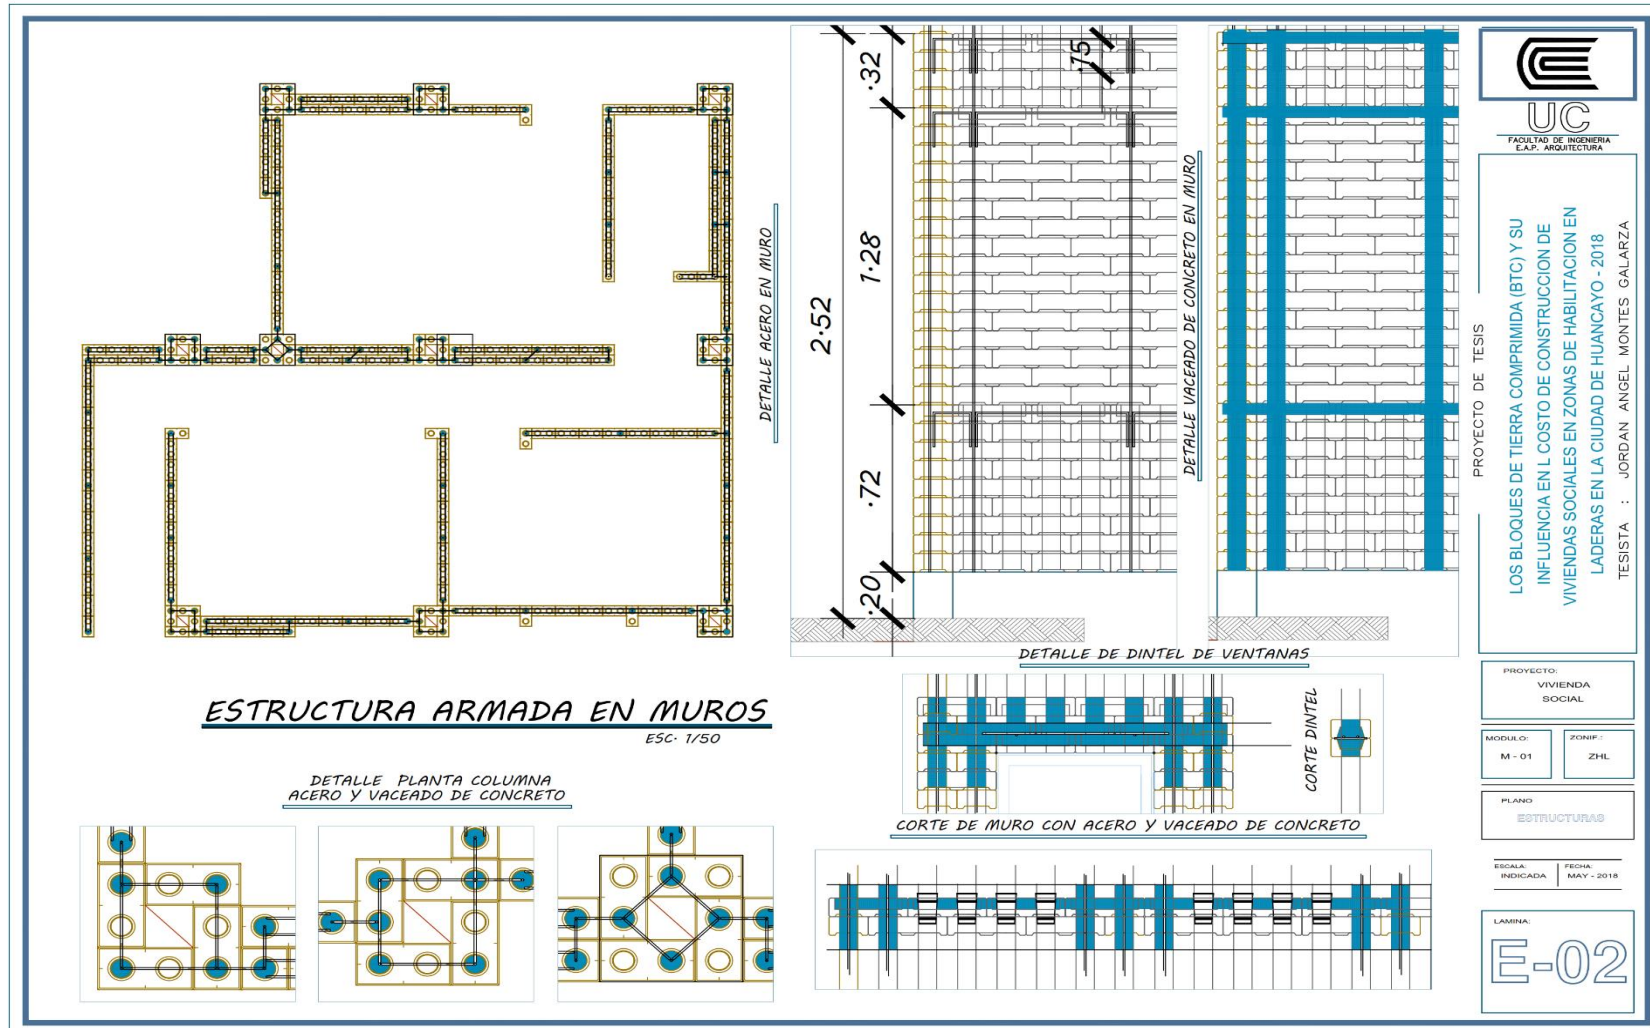 ESTRUCTURA ARMADA EN MUROS
ESC. 1/50
DETALLE PLANTA COLUMNA
ACERO Y VACEADO DE CONCRETO
DETALLE ACERO EN MURO
2.52
.32
1.28
.72
.20
.15
DETALLE VACEADO DE CONCRETO EN MURO
DETALLE DE DINTEL DE VENTANAS
CORTE DINTEL
CORTE DE MURO CON ACERO Y VACEADO DE CONCRETO
UC
FACULTAD DE INGENIERIA
E.A.P. ARQUITECTURA
PROYECTO DE TESIS
LOS BLOQUES DE TIERRA COMPRIMIDA (BTC) Y SU
INFLUENCIA EN L COSTO DE CONSTRUCCION DE
VIVIENDAS SOCIALES EN ZONAS DE HABILITACION EN
LADERAS EN LA CIUDAD DE HUANCAYO - 2018
TESISTA : JORDAN ANGEL MONTES GALARZA
PROYECTO:
VIVIENDA
SOCIAL
MODULO:
M - 01
ZONIF.:
ZHL
PLANO
ESTRUCTURAS
ESCALA:
INDICADA
FECHA:
MAY - 2018
LAMINA:
E-02